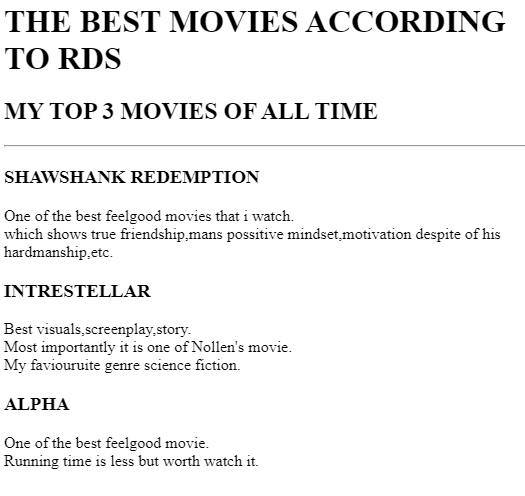 THE BEST MOVIES ACCORDING
TO RDS
MY TOP 3 MOVIES OF ALL TIME
SHAWSHANK REDEMPTION
One of the best feelgood movies that i watch.
which shows true friendship,mans possitive mindset,motivation despite of his
hardmanship,etc.
INTRESTELLAR
Best visuals,screenplay,story.
Most importantly it is one of Nollen's movie.
My faviouruite genre science fiction.
ALPHA
One of the best feelgood movie.
Running time is less but worth watch it.